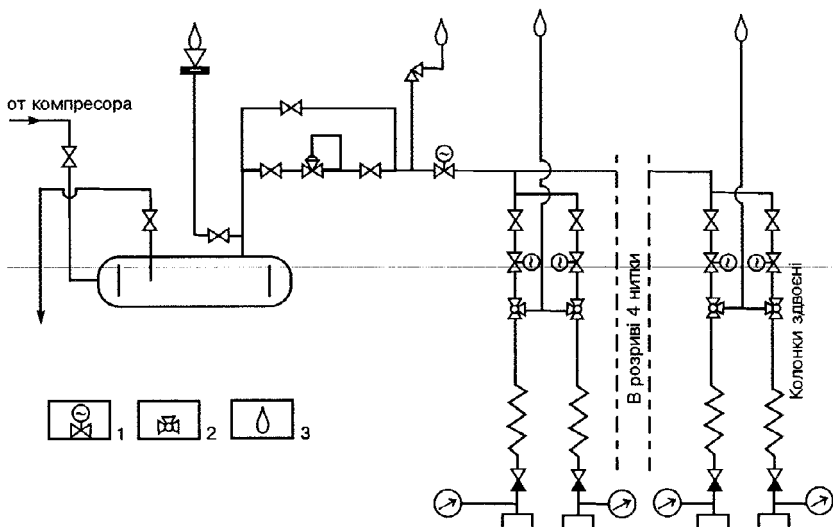 от компресора
В розриві 4 нитки
Колонки здвоєні
1
2
3